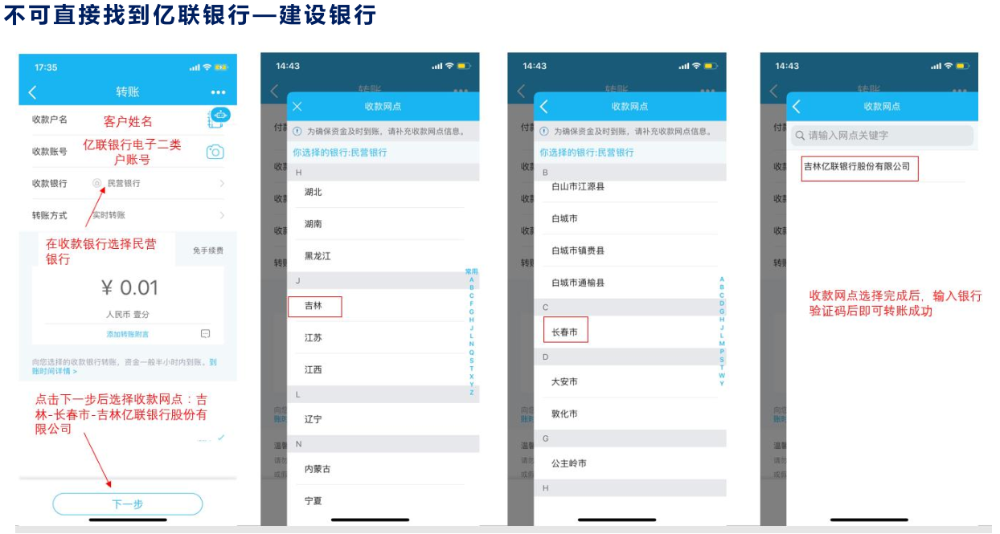 不可直接找到亿联银行—建设银行
17:35
转账
收款户名
客户姓名
收款账号
亿联银行电子二类
户账号
收款银行
民营银行
转账方式
实时转账
在收款银行选择民营
银行
免手续费
¥ 0.01
人民币 壹分
添加转账附言
向您选择的收款银行转账，资金一般半小时内到账，到
账时间详情 >
点击下一步后选择收款网点：吉
林-长春市-吉林亿联银行股份有
限公司
下一步
14:43
转账
收款网点
为确保资金及时到账，请补充收款网点信息。
你选择的银行:民营银行
H
湖北
湖南
黑龙江
J
吉林
江苏
江西
L
辽宁
N
内蒙古
宁夏
常用
A
B
C
F
G
H
J
L
N
Q
S
T
X
Y
Z
14:43
转账
收款网点
为确保资金及时到账，请补充收款网点信息。
你选择的银行:民营银行
B
白山市江源县
白城市
白城市镇赉县
白城市通榆县
C
长春市
D
大安市
敦化市
G
公主岭市
H
A
B
C
D
G
H
J
L
M
P
S
T
W
Y
14:43
转账
收款网点
请输入网点关键字
吉林亿联银行股份有限公司
收款网点选择完成后，输入银行
验证码后即可转账成功